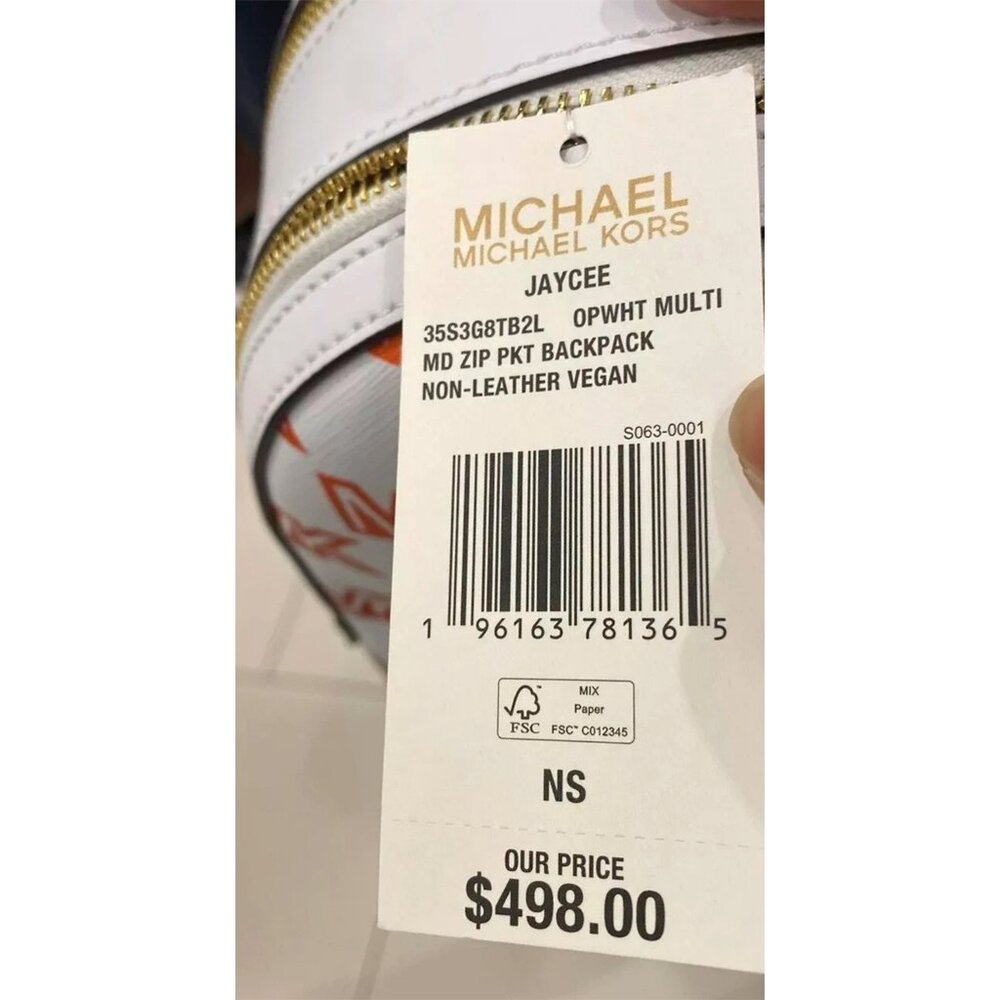 MICHAEL
MICHAEL KORS
JAYCEE
35S3G8TB2L OPWHT MULTI
MD ZIP PKT BACKPACK
NON-LEATHER VEGAN
S063-0001
1 96163 78136 5
FSC
MIX
Paper
FSC™ C012345
NS
OUR PRICE
$498.00